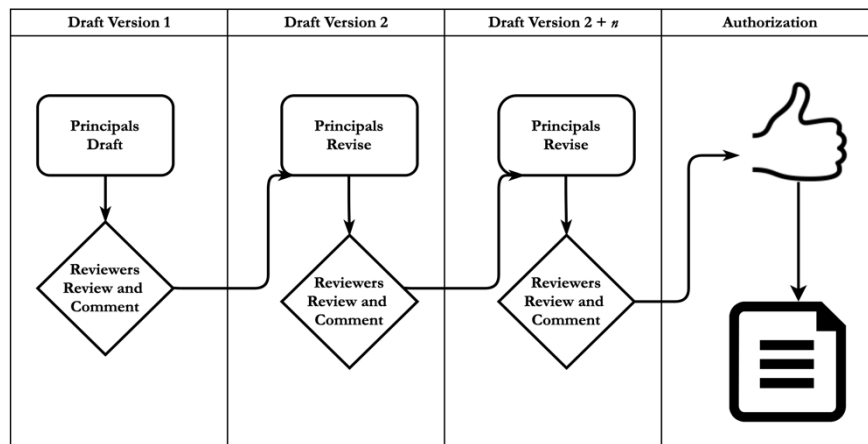 Draft Version 1
Draft Version 2
Draft Version 2 + n
Authorization
Principals
Draft
Reviewers
Review and
Comment
Principals
Revise
Reviewers
Review and
Comment
Principals
Revise
Reviewers
Review and
Comment